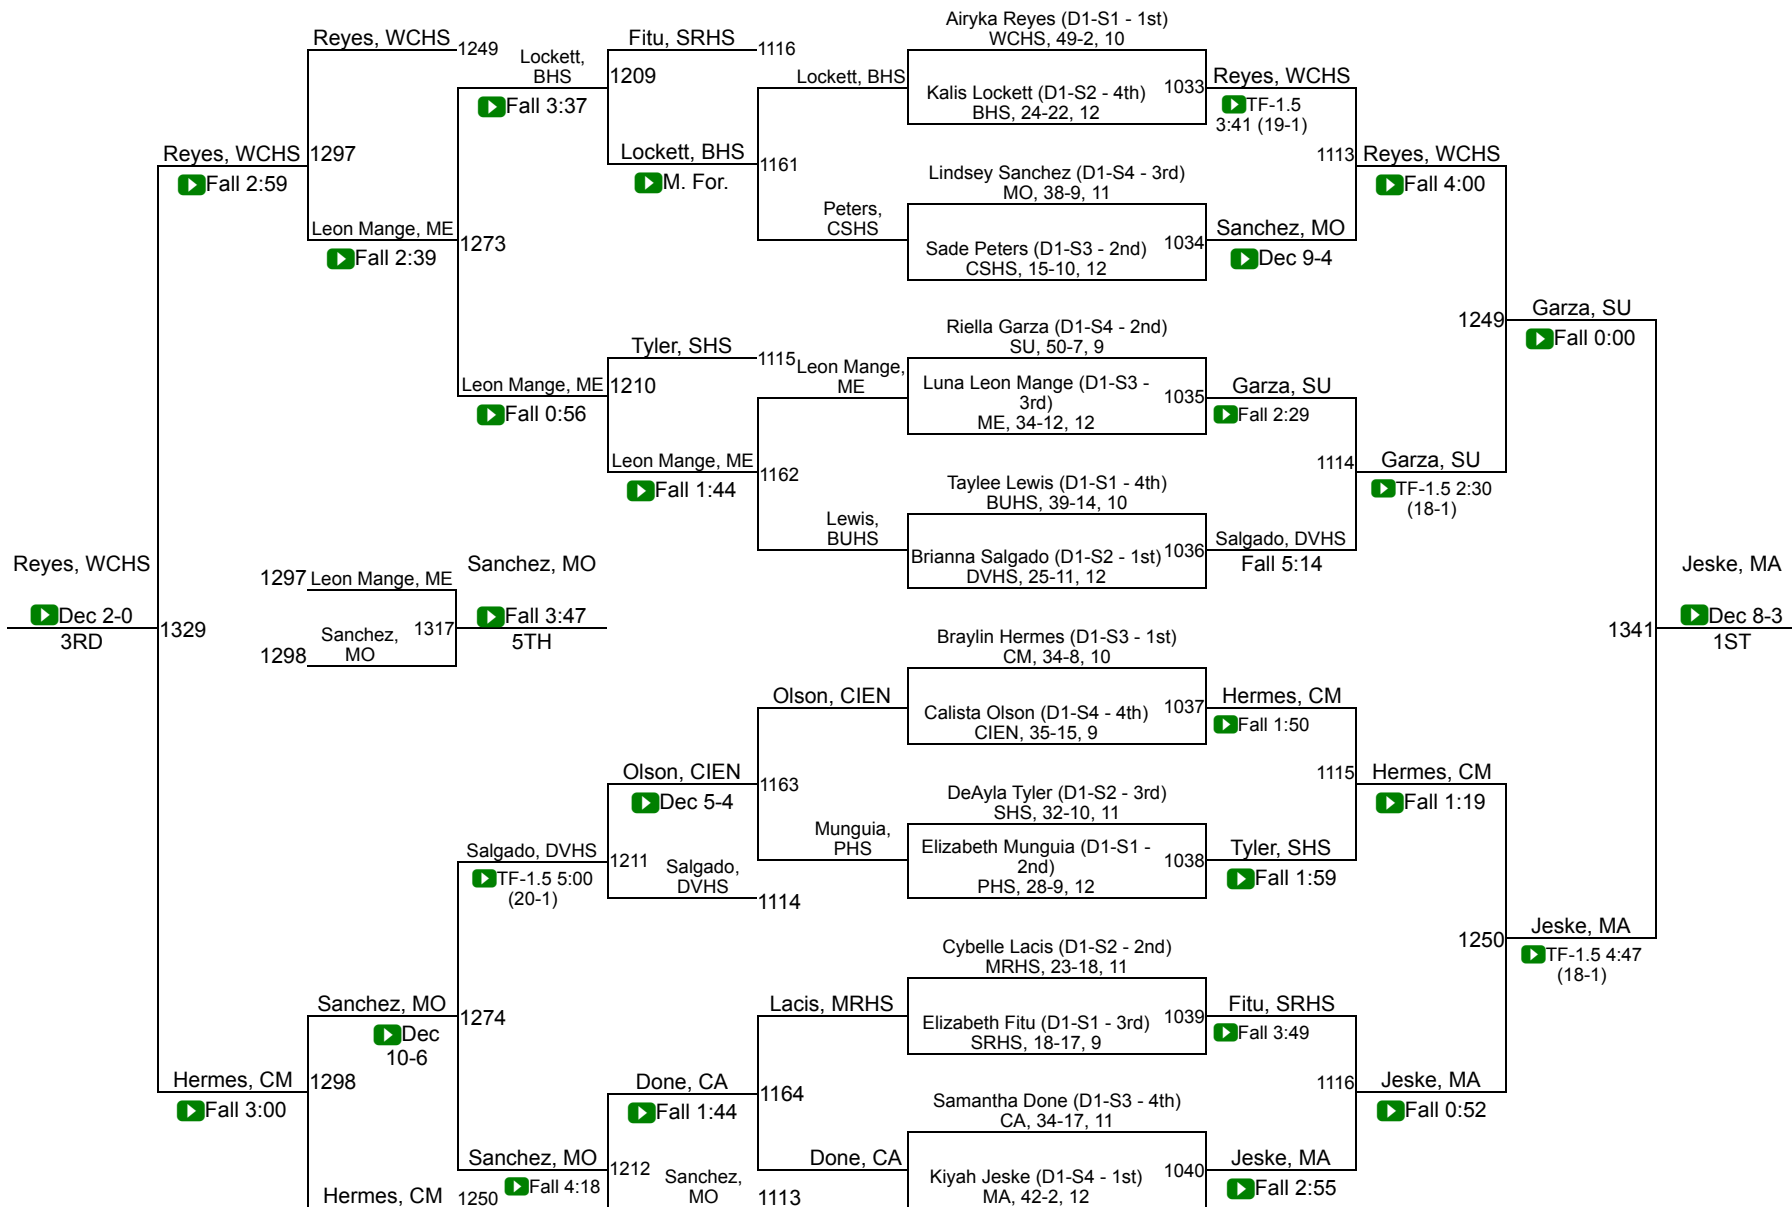 Reyes, WCHS
1249
Fitu, SRHS
1116
Airyka Reyes (D1-S1 - 1st)
WCHS, 49-2, 10
Lockett,
BHS
Fall 3:37
1209
Lockett, BHS
Kalis Lockett (D1-S2 - 4th)
BHS, 24-22, 12
1033
Reyes, WCHS
TF-1.5
3:41 (19-1)
Reyes, WCHS
Fall 2:59
1297
Lockett, BHS
M. For.
1161
Lindsey Sanchez (D1-S4 - 3rd)
MO, 38-9, 11
1113
Reyes, WCHS
Fall 4:00
Leon Mange, ME
Fall 2:39
1273
Peters,
CSHS
Sade Peters (D1-S3 - 2nd)
CSHS, 15-10, 12
1034
Sanchez, MO
Dec 9-4
Riella Garza (D1-S4 - 2nd)
SU, 50-7, 9
1249
Garza, SU
Fall 0:00
Tyler, SHS
1115
Leon Mange, ME
Fall 0:56
1210
Leon Mange,
ME
Luna Leon Mange (D1-S3 -
3rd)
ME, 34-12, 12
1035
Garza, SU
Fall 2:29
Leon Mange, ME
Fall 1:44
1162
Taylee Lewis (D1-S1 - 4th)
BUHS, 39-14, 10
1114
Garza, SU
TF-1.5 2:30
(18-1)
Lewis,
BUHS
Brianna Salgado (D1-S2 - 1st)
DVHS, 25-11, 12
1036
Salgado, DVHS
Fall 5:14
Reyes, WCHS
Dec 2-0
3RD
1329
1297
Leon Mange, ME
Sanchez,
MO
1298
1317
Sanchez, MO
Fall 3:47
5TH
1341
Jeske, MA
Dec 8-3
1ST
Braylin Hermes (D1-S3 - 1st)
CM, 34-8, 10
Olson, CIEN
Calista Olson (D1-S4 - 4th)
CIEN, 35-15, 9
1037
Hermes, CM
Fall 1:50
Olson, CIEN
Dec 5-4
1163
DeAyla Tyler (D1-S2 - 3rd)
SHS, 32-10, 11
1115
Hermes, CM
Fall 1:19
Salgado, DVHS
TF-1.5 5:00
(20-1)
1211
Salgado,
DVHS
1114
Munguia,
PHS
Elizabeth Munguia (D1-S1 -
2nd)
PHS, 28-9, 12
1038
Tyler, SHS
Fall 1:59
Cybelle Lacis (D1-S2 - 2nd)
MRHS, 23-18, 11
1250
Jeske, MA
TF-1.5 4:47
(18-1)
Sanchez, MO
Dec
10-6
1274
Lacis, MRHS
Elizabeth Fitu (D1-S1 - 3rd)
SRHS, 18-17, 9
1039
Fitu, SRHS
Fall 3:49
Hermes, CM
Fall 3:00
1298
Done, CA
Fall 1:44
1164
Samantha Done (D1-S3 - 4th)
CA, 34-17, 11
1116
Jeske, MA
Fall 0:52
Sanchez, MO
Fall 4:18
1212
Sanchez,
MO
1113
Done, CA
Kiyah Jeske (D1-S4 - 1st)
MA, 42-2, 12
1040
Jeske, MA
Fall 2:55
Hermes, CM
1250